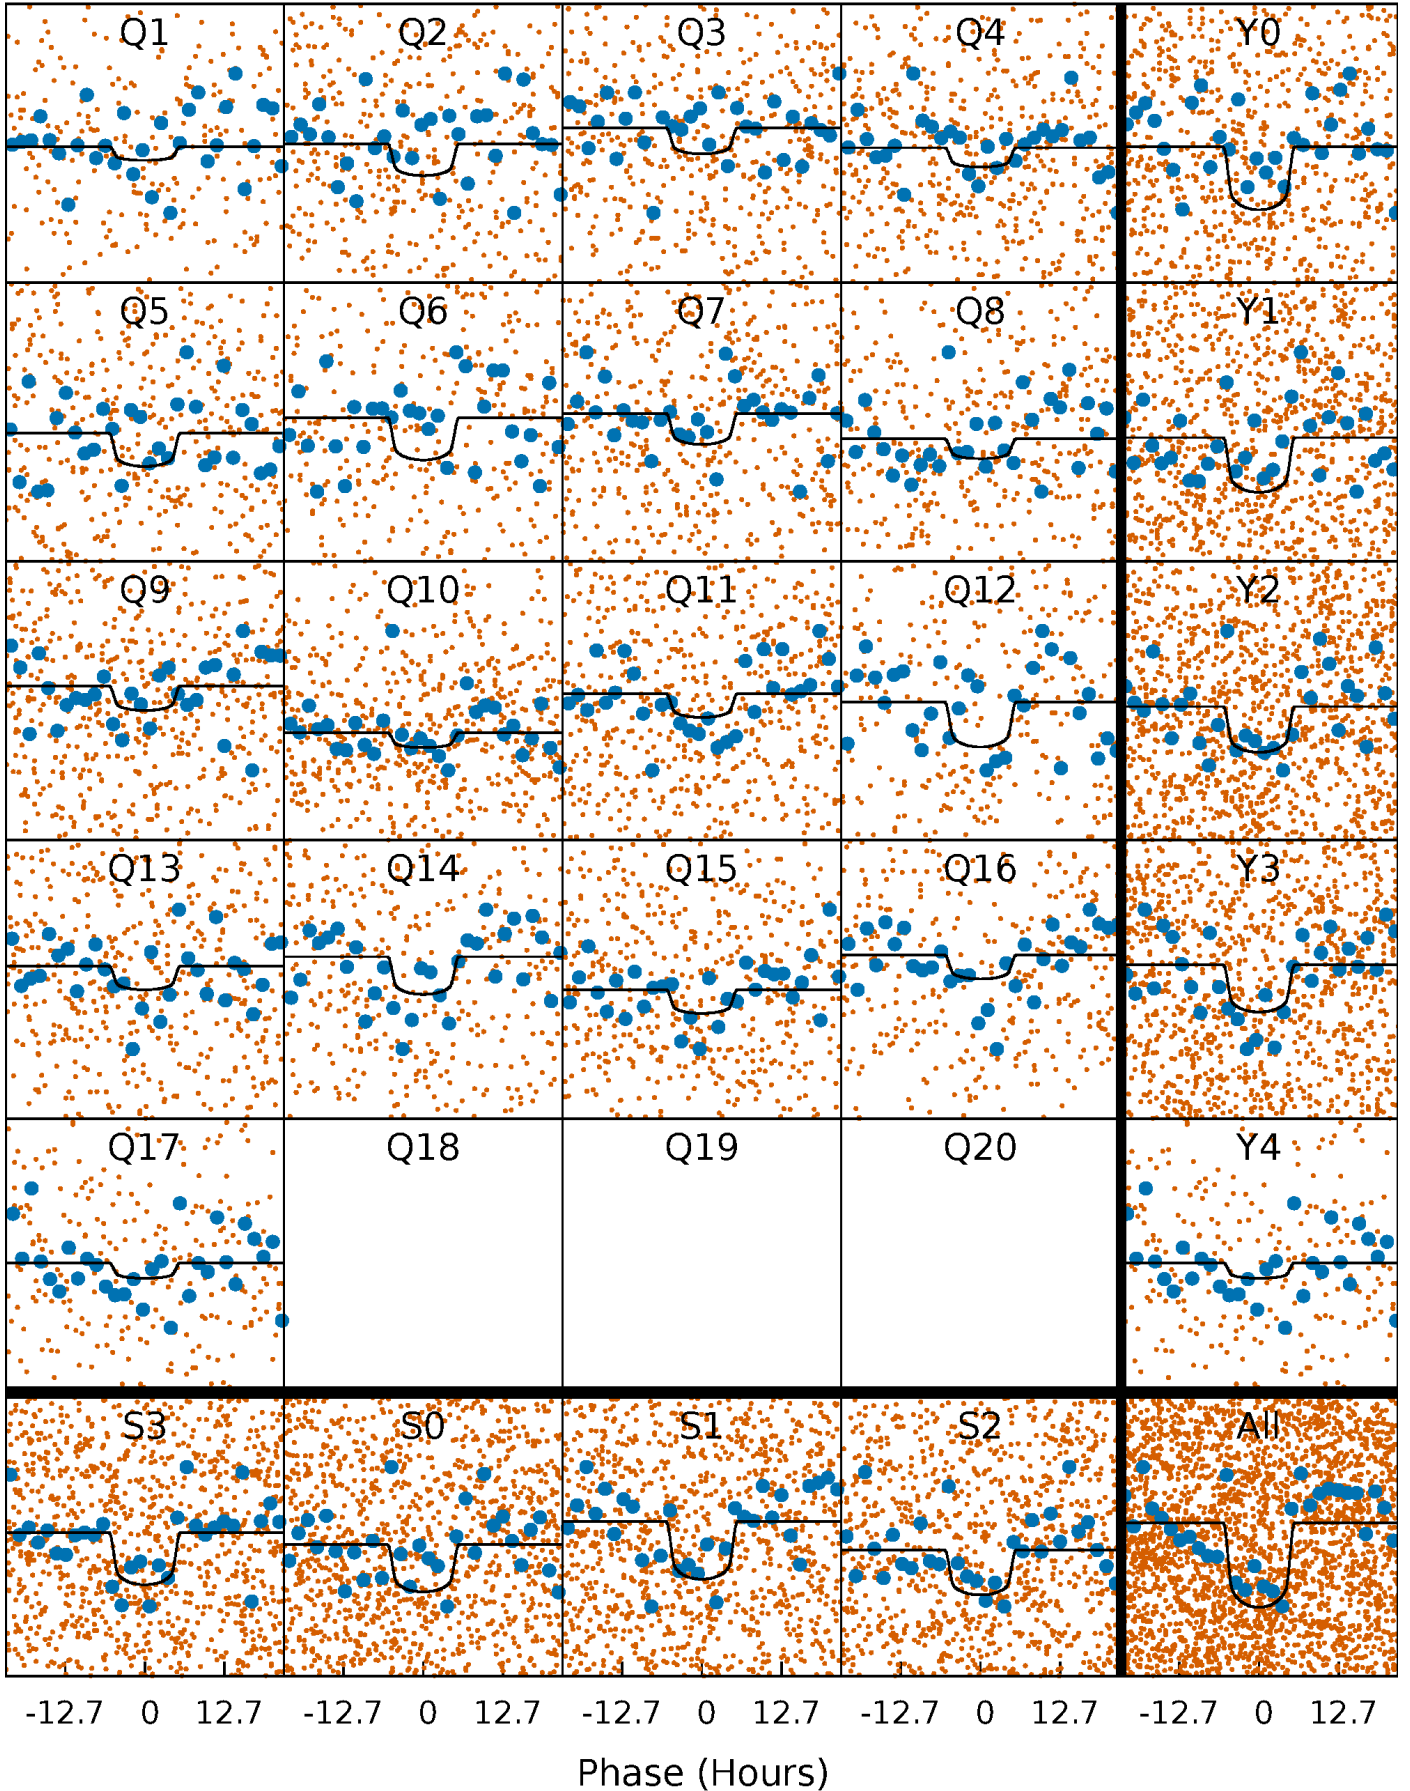 Q1 Q2 Q3 Q4 Y0
Q5 Q6 Q7 Q8 Y1
Q9 Q10 Q11 Q12 Y2
Q13 Q14 Q15 Q16 Y3
Q17 Q18 Q19 Q20 Y4
S3 S0 S1 S2 All
-12.7 0 12.7 -12.7 0 12.7 -12.7 0 12.7 -12.7 0 12.7 -12.7 0 12.7
Phase (Hours)